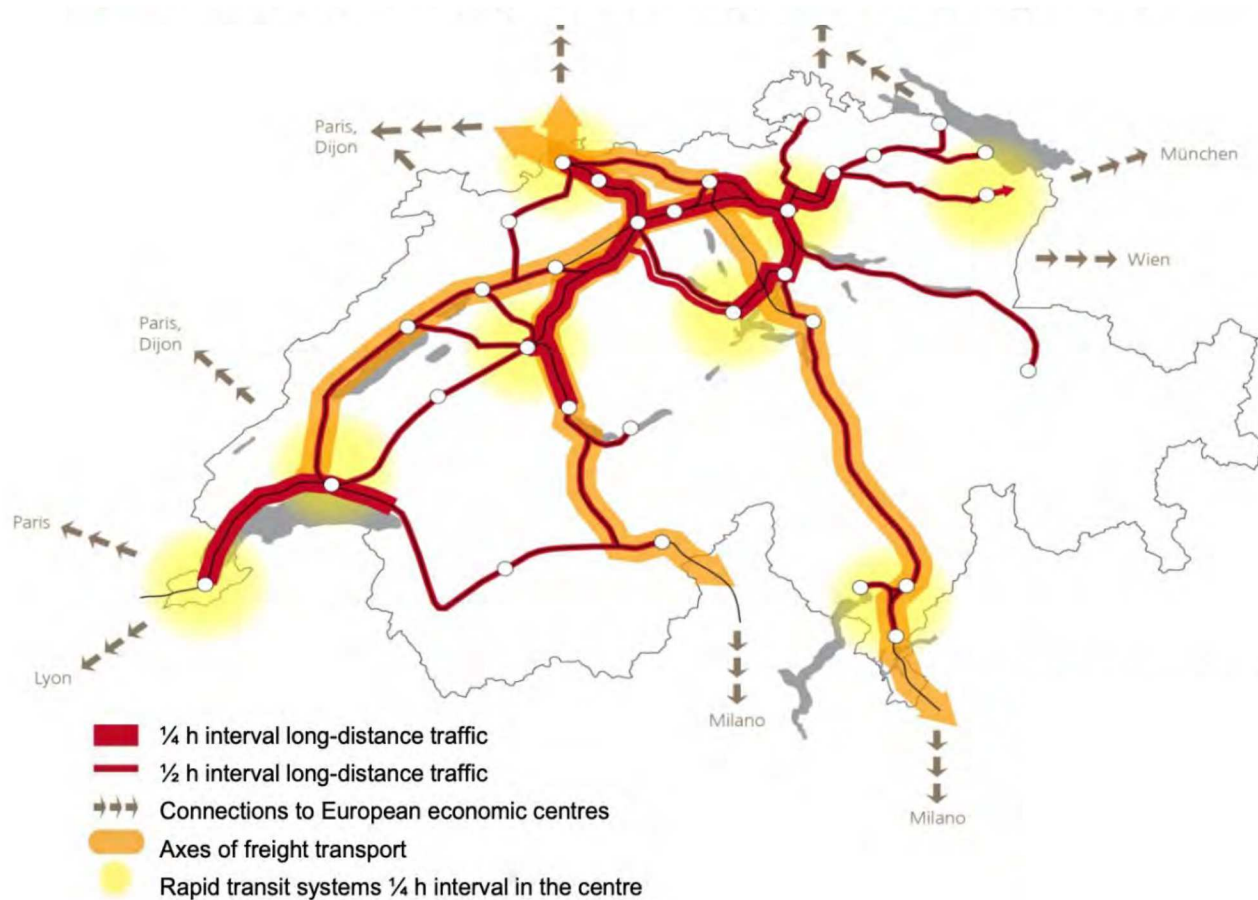 Paris,
Dijon
München
Wien
Paris,
Dijon
Paris
Lyon
Milano
Milano
¼ h interval long-distance traffic
½ h interval long-distance traffic
Connections to European economic centres
Axes of freight transport
Rapid transit systems ¼ h interval in the centre